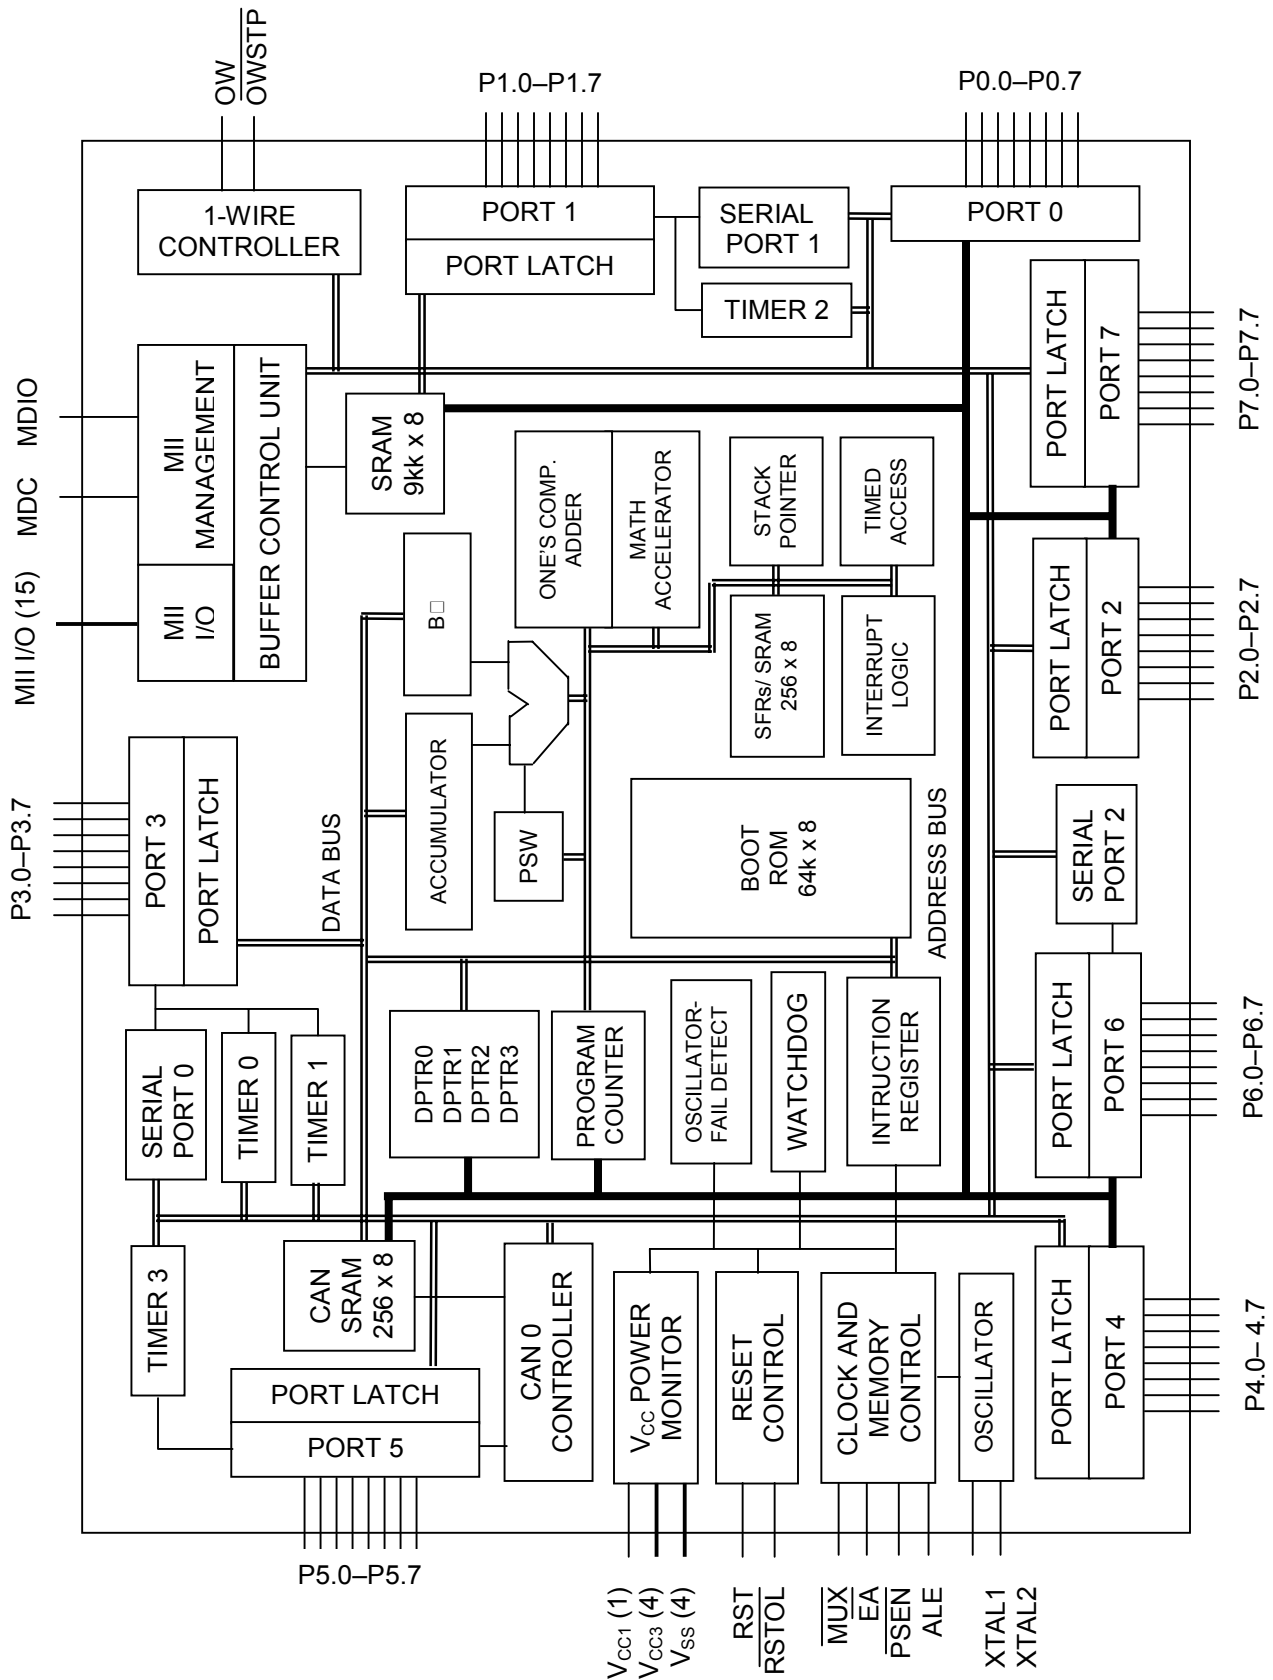 OW
OWSTP
P1.0–P1.7
P0.0–P0.7
1-WIRE
CONTROLLER
PORT 1
PORT LATCH
SERIAL
PORT 1
TIMER 2
PORT 0
MDIO
MDC
MII I/O (15)
MII
MANAGEMENT
MII
I/O
BUFFER CONTROL UNIT
SRAM
9kk x 8
PORT LATCH
PORT 7
P7.0–P7.7
ONE'S COMP.
ADDER
MATH
ACCELERATOR
STACK
POINTER
TIMED
ACCESS
B□
SFRs/ SRAM
256 x 8
INTERRUPT
LOGIC
PORT LATCH
PORT 2
P2.0–P2.7
P3.0–P3.7
PORT 3
PORT LATCH
DATA BUS
ACCUMULATOR
PSW
BOOT
ROM
64k x 8
ADDRESS BUS
SERIAL
PORT 2
SERIAL
PORT 0
TIMER 0
TIMER 1
DPTR0
DPTR1
DPTR2
DPTR3
PROGRAM
COUNTER
OSCILLATOR-
FAIL DETECT
WATCHDOG
INTRUCTION
REGISTER
PORT LATCH
PORT 6
P6.0–P6.7
TIMER 3
CAN
SRAM
256 x 8
PORT LATCH
PORT 5
CAN 0
CONTROLLER
VCC POWER
MONITOR
RESET
CONTROL
CLOCK AND
MEMORY
CONTROL
OSCILLATOR
PORT LATCH
PORT 4
P4.0– 4.7
P5.0–P5.7
VCC1 (1)
VCC3 (4)
VSS (4)
RST
RSTOL
MUX
EA
PSEN
ALE
XTAL1
XTAL2